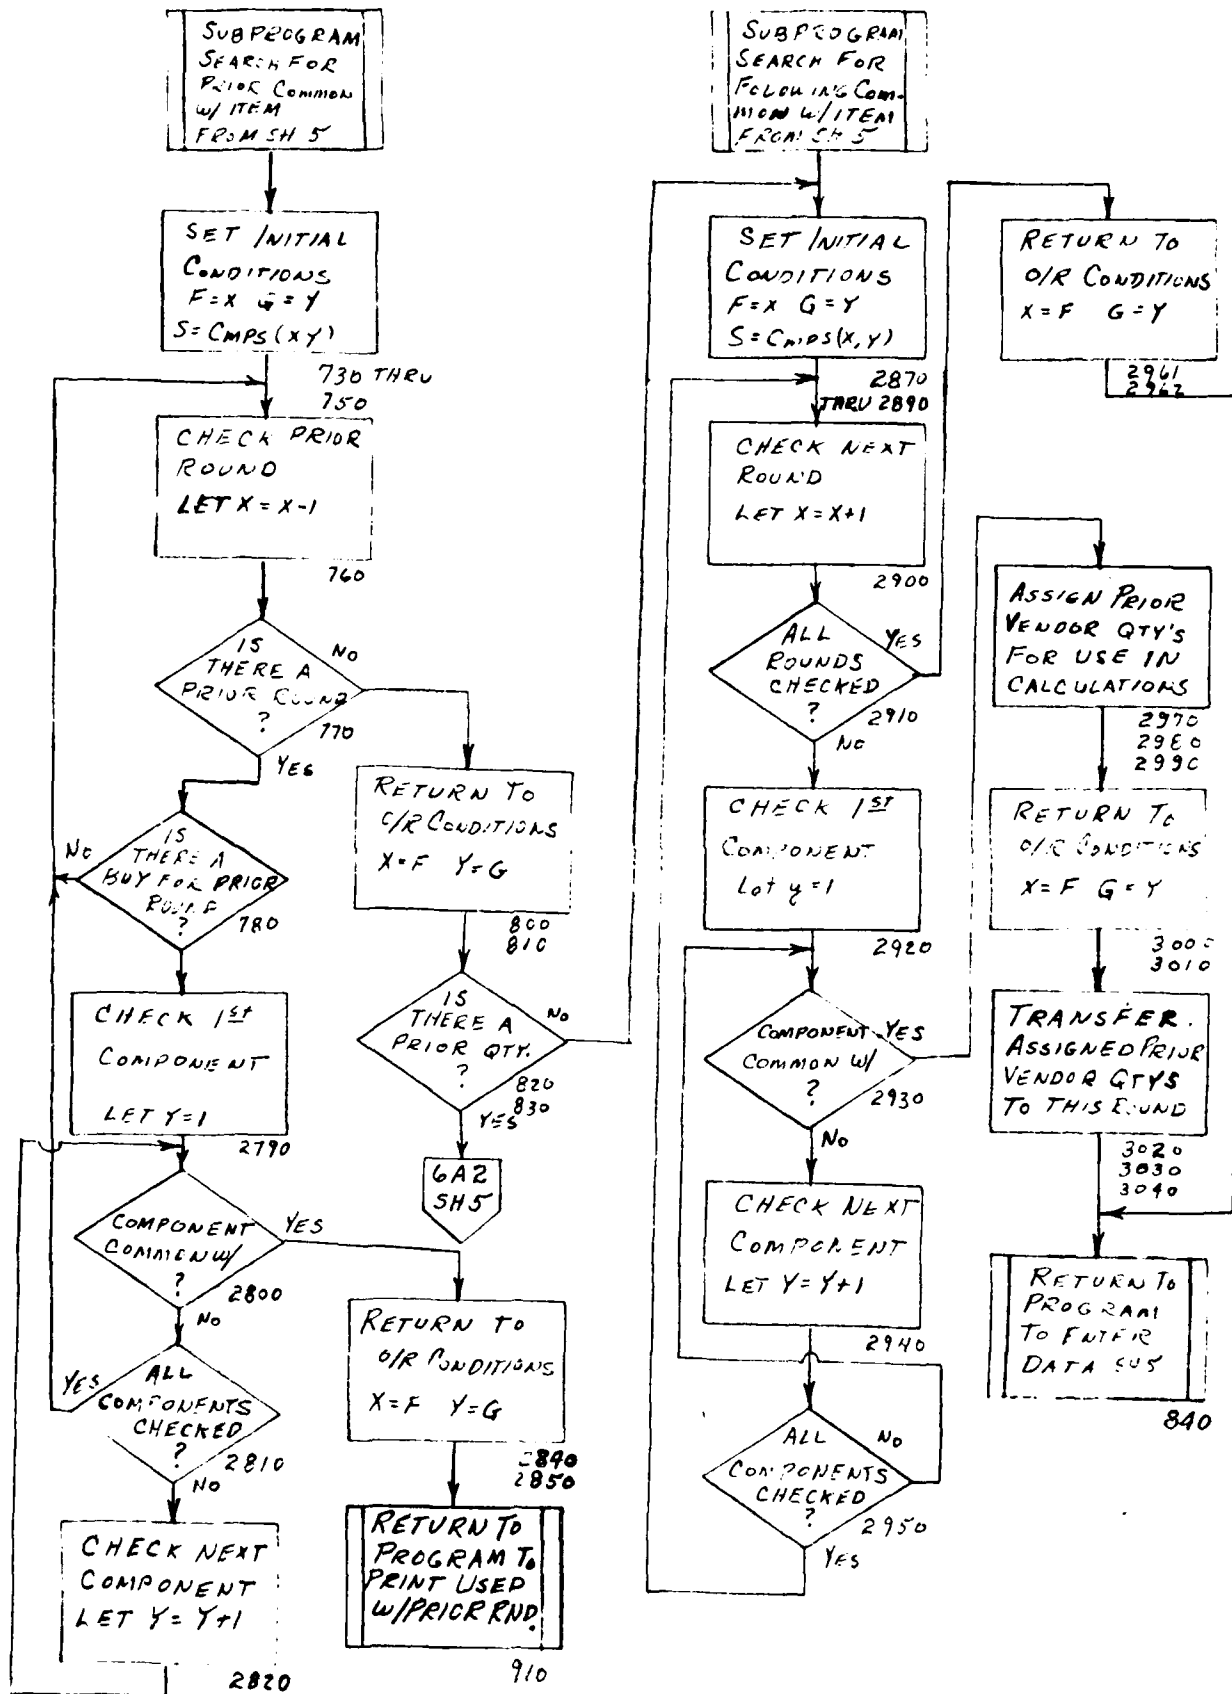 SUBPROGRAM
SEARCH FOR
PRIOR COMMON
W/ ITEM
FROM SH 5
SET INITIAL
CONDITIONS
F=X G=Y
S=CMPS(XY)
730 THRU
750
CHECK PRIOR
ROUND
LET X=X-1
760
IS
THERE A
PRIOR ROUND
?
NO
770
YES
IS
THERE A
BUY FOR PRIOR
ROUND
?
NO
780
CHECK 1ST
COMPONENT
LET Y=1
2790
COMPONENT
COMMON W/
?
YES
2800
NO
ALL
COMPONENTS
CHECKED
?
YES
2810
NO
CHECK NEXT
COMPONENT
LET Y=Y+1
2820
RETURN TO
O/R CONDITIONS
X=F Y=G
800
810
IS
THERE A
PRIOR QTY.
?
NO
820
830
YES
6A2
SH5
RETURN TO
O/R CONDITIONS
X=F Y=G
2840
2850
RETURN TO
PROGRAM TO
PRINT USED
W/PRIOR RND.
910
SUBPROGRAM
SEARCH FOR
FOLLOWING COM-
MON W/ITEM
FROM SH 5
SET INITIAL
CONDITIONS
F=X G=Y
S=CMPS(X,Y)
2870
THRU 2890
CHECK NEXT
ROUND
LET X=X+1
2900
ALL
ROUNDS
CHECKED
?
YES
2910
NO
CHECK 1ST
COMPONENT
Let y=1
2920
COMPONENT
COMMON W/
?
YES
2930
NO
CHECK NEXT
COMPONENT
LET Y=Y+1
2940
ALL
COMPONENTS
CHECKED
?
NO
2950
YES
RETURN TO
O/R CONDITIONS
X=F G=Y
2961
2962
ASSIGN PRIOR
VENDOR QTY'S
FOR USE IN
CALCULATIONS
2970
2980
2990
RETURN TO
O/R CONDITIONS
X=F G=Y
3000
3010
TRANSFER.
ASSIGNED PRIOR
VENDOR QTYS
TO THIS ROUND
3020
3030
3040
RETURN TO
PROGRAM
TO ENTER
DATA SH5
840